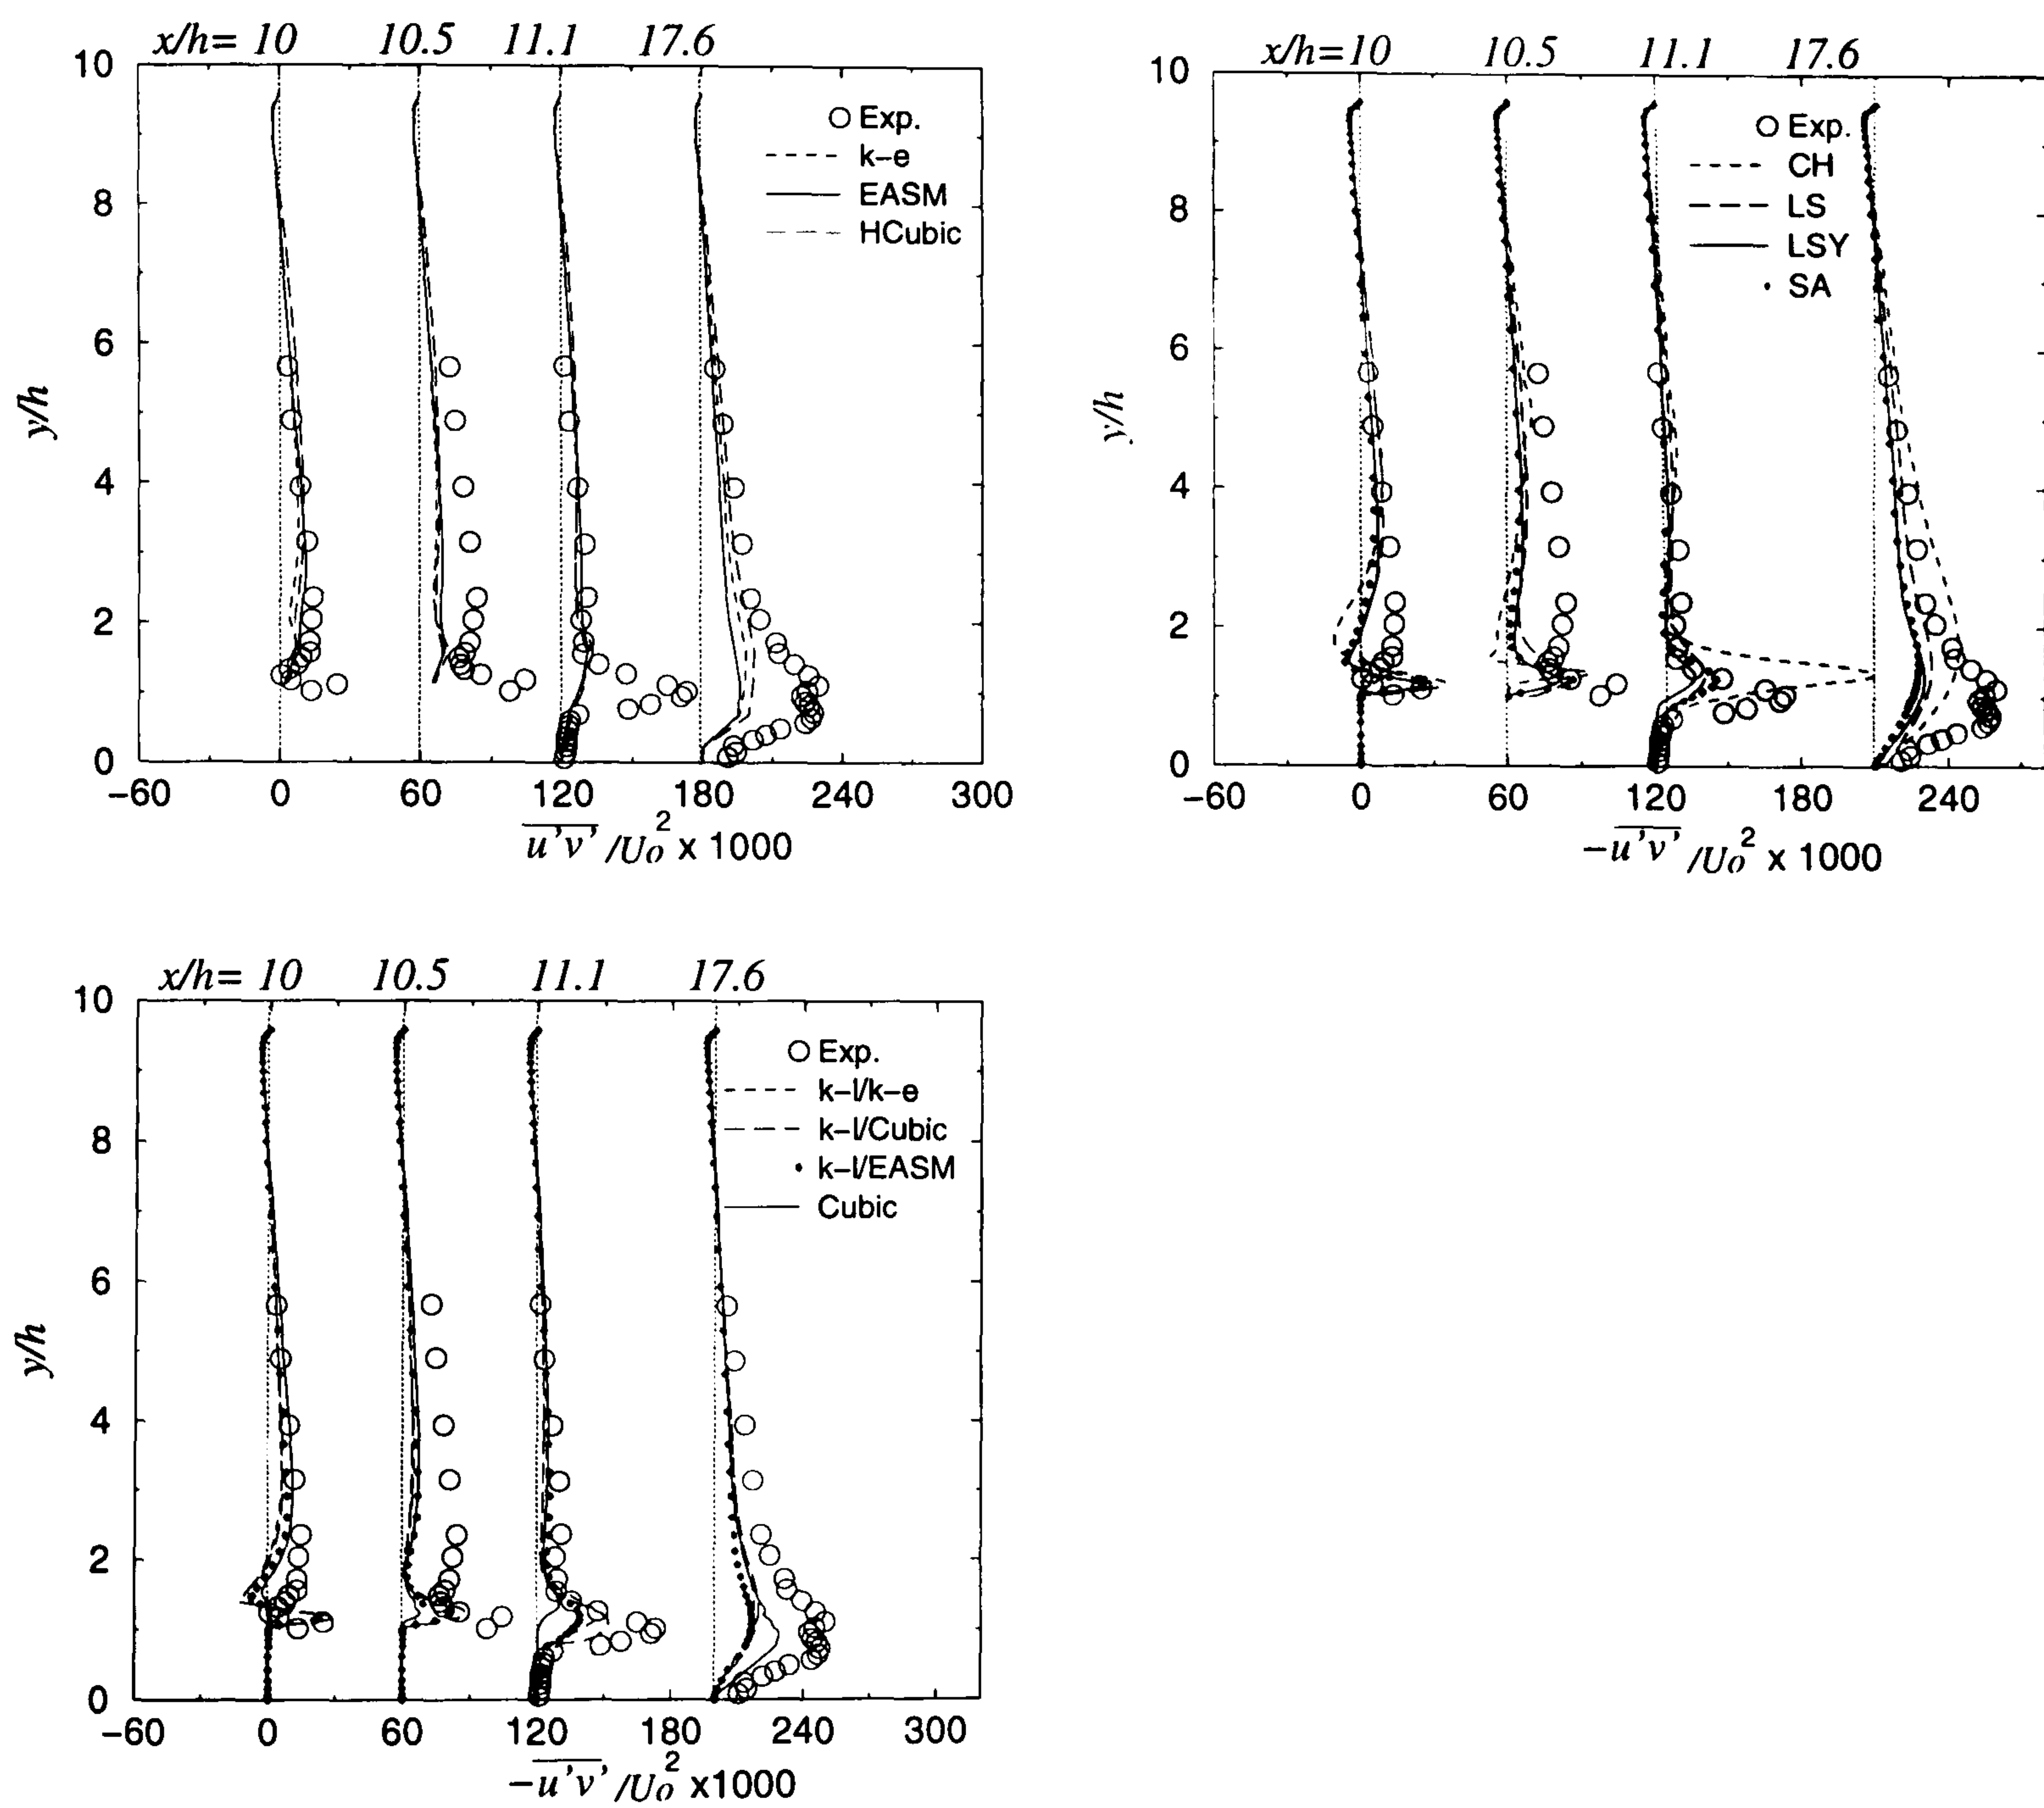 x/h= 10 10.5 11.1 17.6
10
8
6
4
2
0
y/h
Exp.
k–e
EASM
HCubic
−60 0 60 120 180 240 300
u'v' /Uo² x 1000
x/h=10 10.5 11.1 17.6
10
8
6
4
2
0
y/h
Exp.
CH
LS
LSY
SA
−60 0 60 120 180 240
−u'v' /Uo² x 1000
x/h= 10 10.5 11.1 17.6
10
8
6
4
2
0
y/h
Exp.
k–l/k–e
k–l/Cubic
k–l/EASM
Cubic
−60 0 60 120 180 240 300
−u'v' /Uo² x1000